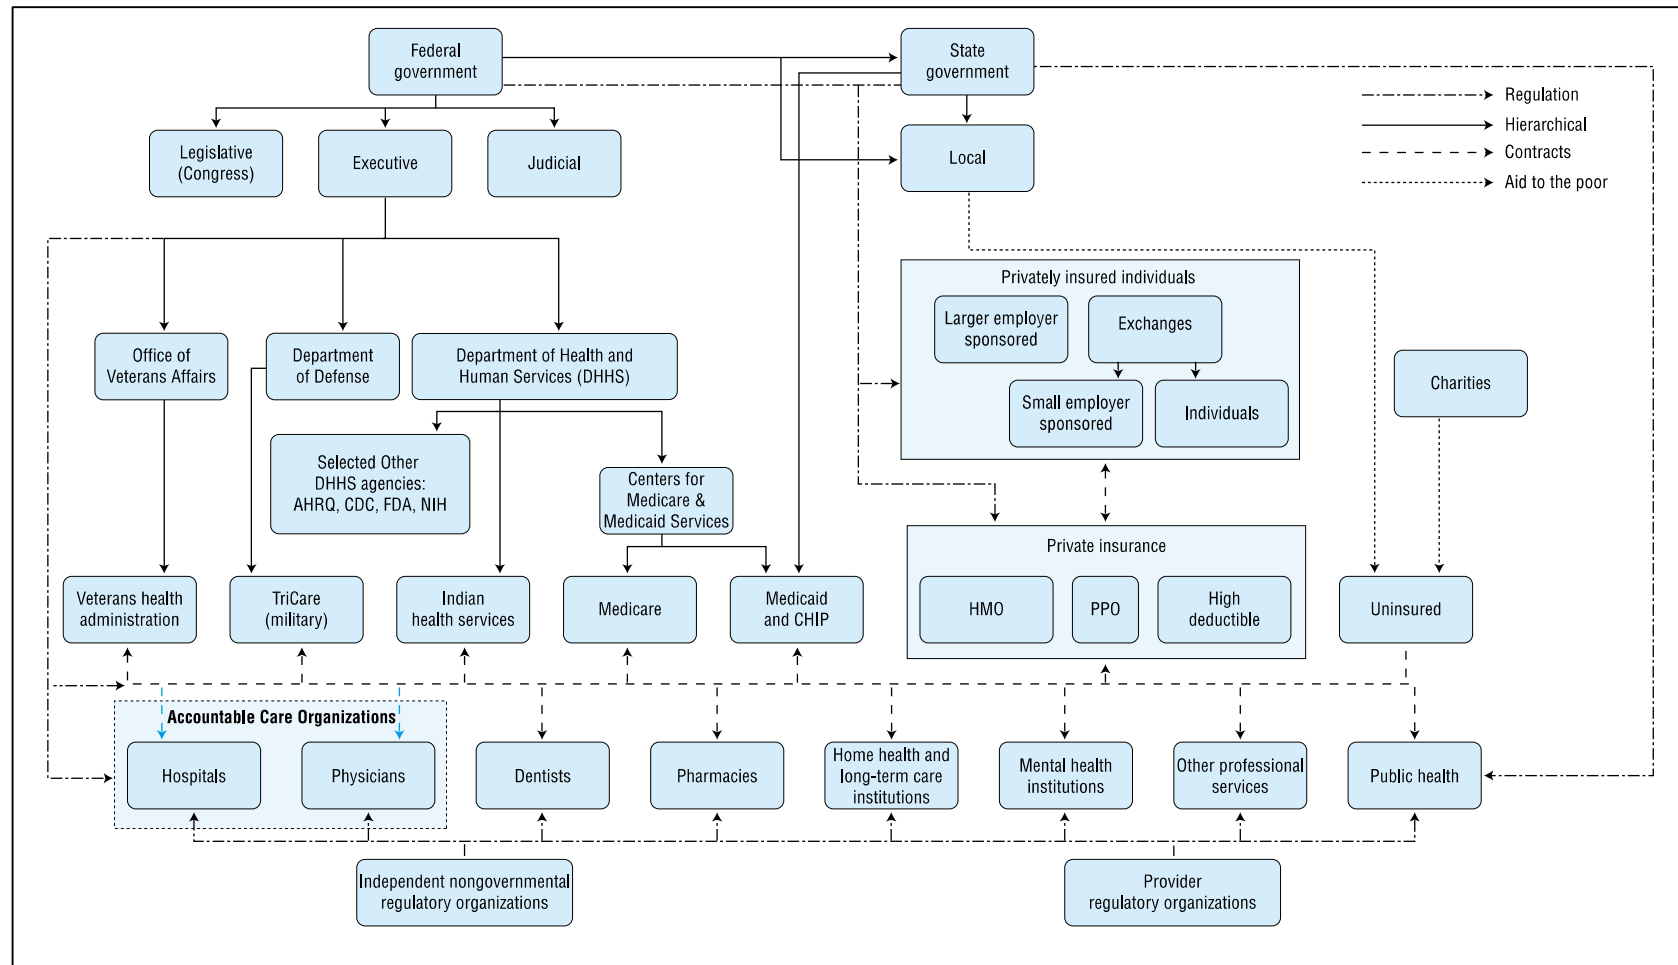 Federal
government
State
government
Regulation
Hierarchical
Contracts
Aid to the poor
Legislative
(Congress)
Executive
Judicial
Local
Privately insured individuals
Larger employer
sponsored
Exchanges
Small employer
sponsored
Individuals
Office of
Veterans Affairs
Department
of Defense
Department of Health and
Human Services (DHHS)
Charities
Selected Other
DHHS agencies:
AHRQ, CDC, FDA, NIH
Centers for
Medicare &
Medicaid Services
Private insurance
HMO
PPO
High
deductible
Veterans health
administration
TriCare
(military)
Indian
health services
Medicare
Medicaid
and CHIP
Uninsured
Accountable Care Organizations
Hospitals
Physicians
Dentists
Pharmacies
Home health and
long-term care
institutions
Mental health
institutions
Other professional
services
Public health
Independent nongovernmental
regulatory organizations
Provider
regulatory organizations